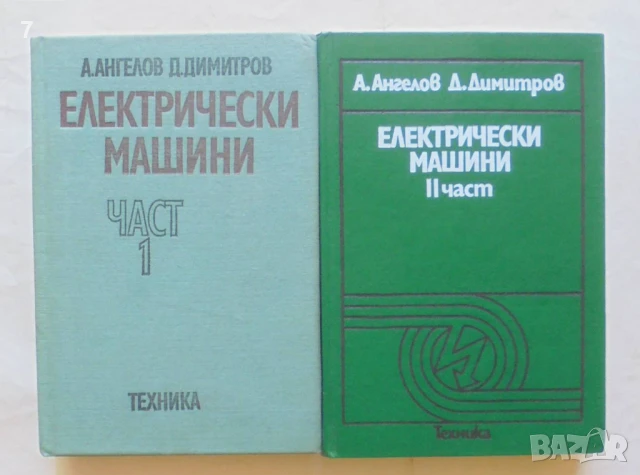 А.АНГЕЛОВ Д.ДИМИТРОВ
ЕЛЕКТРИЧЕСКИ
МАШИНИ
ЧАСТ
1
ТЕХНИКА
А.Ангелов Д.Димитров
ЕЛЕКТРИЧЕСКИ
МАШИНИ
II част
Техника
7
bazar